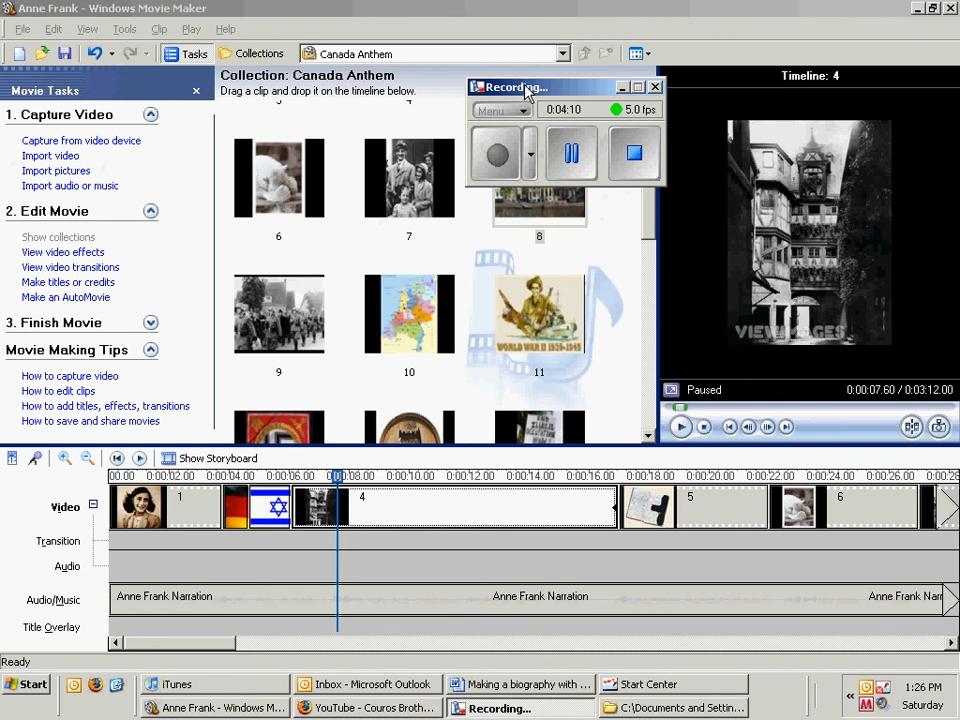 Anne Frank - Windows Movie Maker
File Edit View Tools Clip Play Help
Tasks Collections Canada Anthem
Movie Tasks
1. Capture Video
Capture from video device
Import video
Import pictures
Import audio or music
2. Edit Movie
Show collections
View video effects
View video transitions
Make titles or credits
Make an AutoMovie
3. Finish Movie
Movie Making Tips
How to capture video
How to edit clips
How to add titles, effects, transitions
How to save and share movies
Collection: Canada Anthem
Drag a clip and drop it on the timeline below.
6 7 8
WORLD WAR II 1939-1945
9 10 11
Recording...
Menu 0:04:10 5.0 fps
Timeline: 4
VIEWIMAGES
Paused 0:00:07.60 / 0:03:12.00
Show Storyboard
00.00 0:00:02.00 0:00:04.00 0:00:06.00 0:00:08.00 0:00:10.00 0:00:12.00 0:00:14.00 0:00:16.00 0:00:18.00 0:00:20.00 0:00:22.00 0:00:24.00 0:00:26.00 0:00:28
Video 1 4 5 6
Transition
Audio
Audio/Music Anne Frank Narration Anne Frank Narration Anne Frank Narr
Title Overlay
Ready
Start iTunes Inbox - Microsoft Outlook Making a biography with ... Start Center
Anne Frank - Windows M... YouTube - Couros Broth... Recording... C:\Documents and Settin...
1:26 PM
Saturday